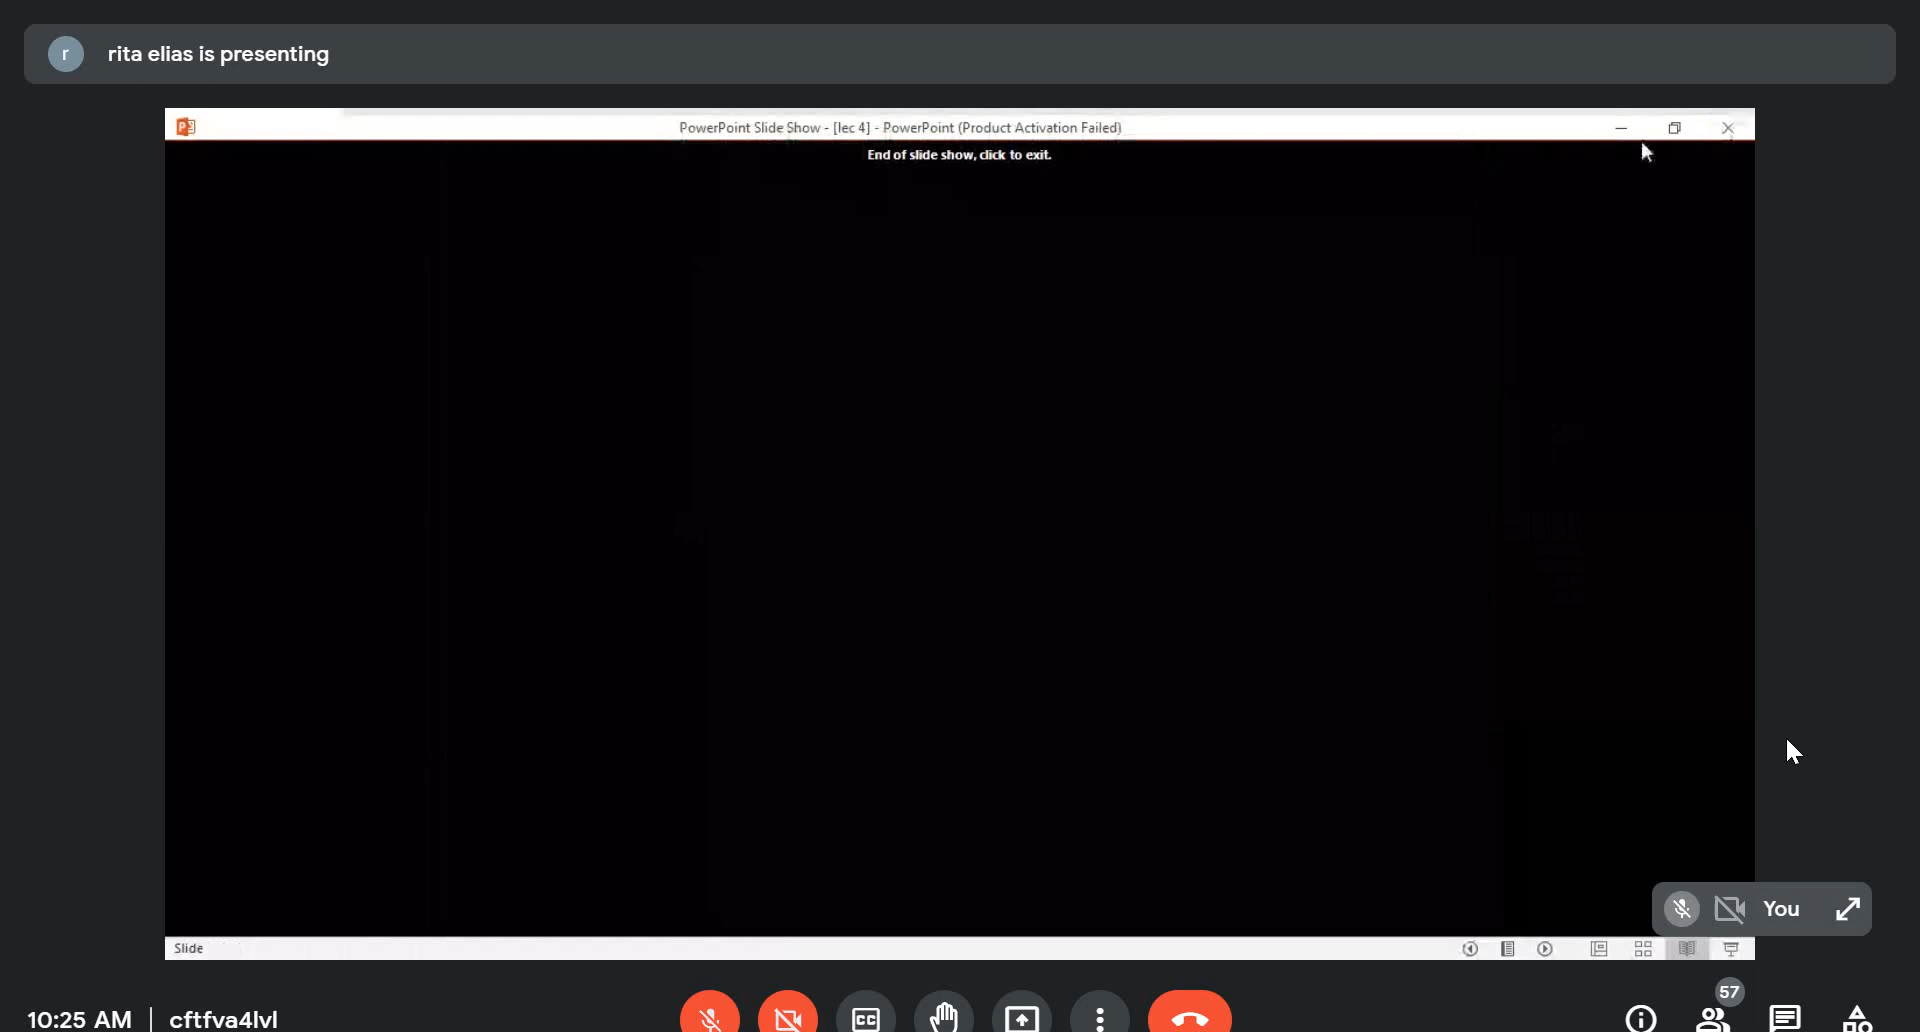 r rita elias is presenting
PowerPoint Slide Show - [lec 4] - PowerPoint (Product Activation Failed)
End of slide show, click to exit.
You
Slide
57
10:25 AM | cftfva4lvl
CC